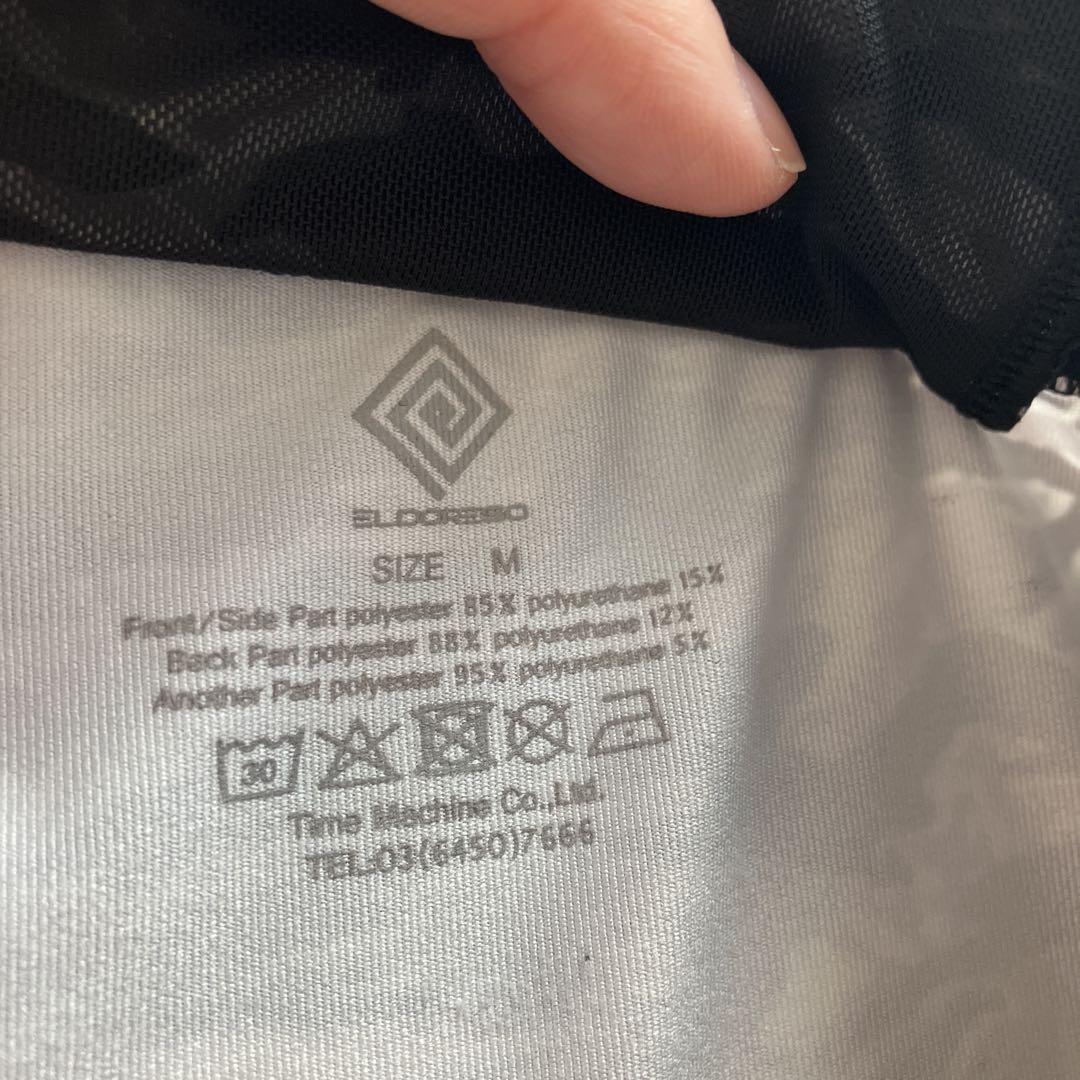 ELDORESO
SIZE M
Front/Side Part polyester 85% polyurethane 15%
Back Part polyester 88% polyurethane 12%
Another Part polyester 95% polyurethane 5%
30
Time Machine Co.,Ltd.
TEL:03(6450)7666